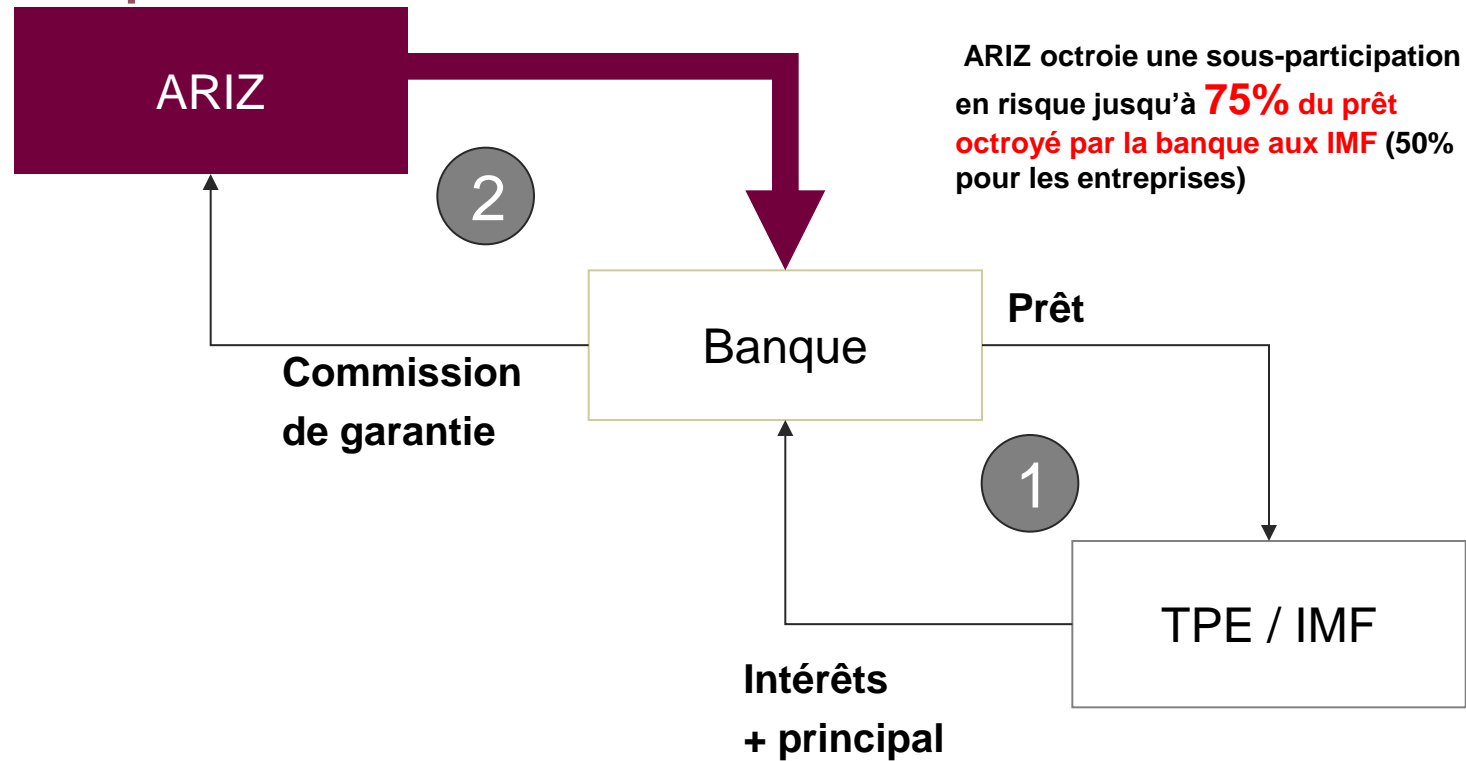 ARIZ
ARIZ octroie une sous-participation
en risque jusqu'à 75% du prêt
octroyé par la banque aux IMF (50%
pour les entreprises)
2
Prêt
Banque
Commission
de garantie
1
TPE / IMF
Intérêts
+ principal